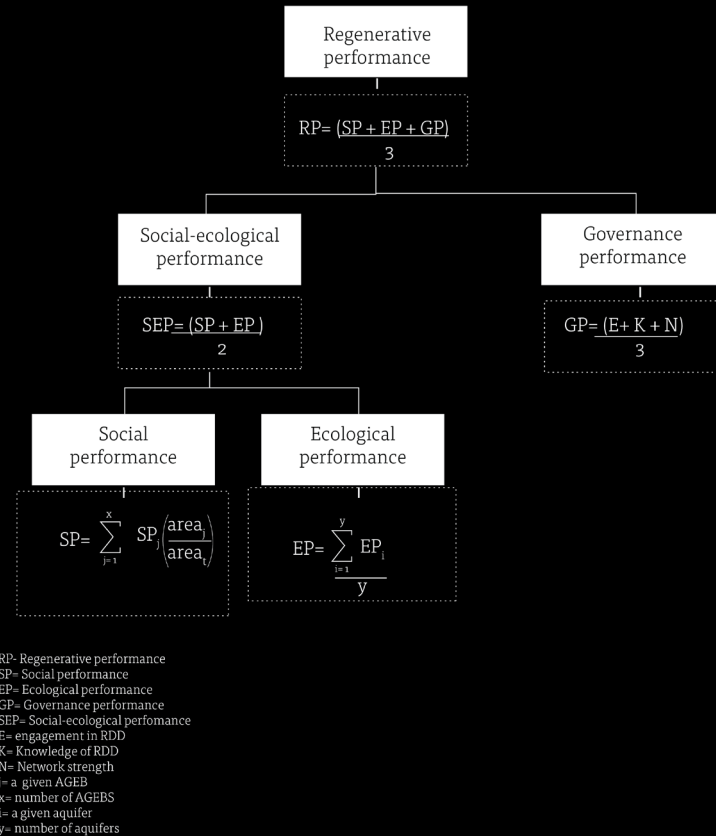 Regenerative
performance
RP= (SP + EP + GP)
3
Social-ecological
performance
Governance
performance
SEP= (SP + EP )
2
GP= (E+ K + N)
3
Social
performance
Ecological
performance
SP= x ∑ j=1 SPj (areaj / areat)
EP= y ∑ i=1 EPi
y
RP- Regenerative performance
SP= Social performance
EP= Ecological performance
GP= Governance performance
SEP= Social-ecological perfomance
E= engagement in RDD
K= Knowledge of RDD
N= Network strength
j= a given AGEB
x= number of AGEBS
i= a given aquifer
y= number of aquifers